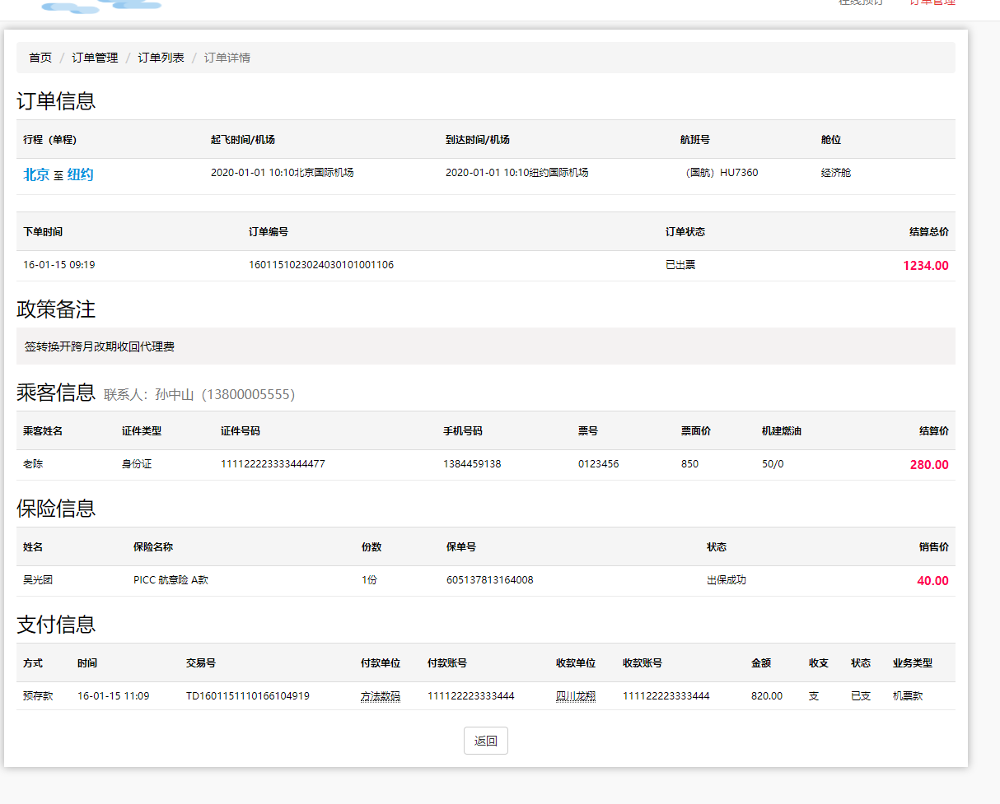 在线预订 订单管理
首页 / 订单管理 / 订单列表 / 订单详情
订单信息
行程（单程） 起飞时间/机场 到达时间/机场 航班号 舱位
北京 至 纽约 2020-01-01 10:10北京国际机场 2020-01-01 10:10纽约国际机场 （国航）HU7360 经济舱
下单时间 订单编号 订单状态 结算总价
16-01-15 09:19 1601151023024030101001106 已出票 1234.00
政策备注
签转换开跨月改期收回代理费
乘客信息 联系人：孙中山（13800005555）
乘客姓名 证件类型 证件号码 手机号码 票号 票面价 机建燃油 结算价
老陈 身份证 111122223333444477 1384459138 0123456 850 50/0 280.00
保险信息
姓名 保险名称 份数 保单号 状态 销售价
吴光团 PICC 航意险 A款 1份 605137813164008 出保成功 40.00
支付信息
方式 时间 交易号 付款单位 付款账号 收款单位 收款账号 金额 收支 状态 业务类型
预存款 16-01-15 11:09 TD1601151110166104919 方法数码 111122223333444 四川龙翔 111122223333444 820.00 支 已支 机票款
返回